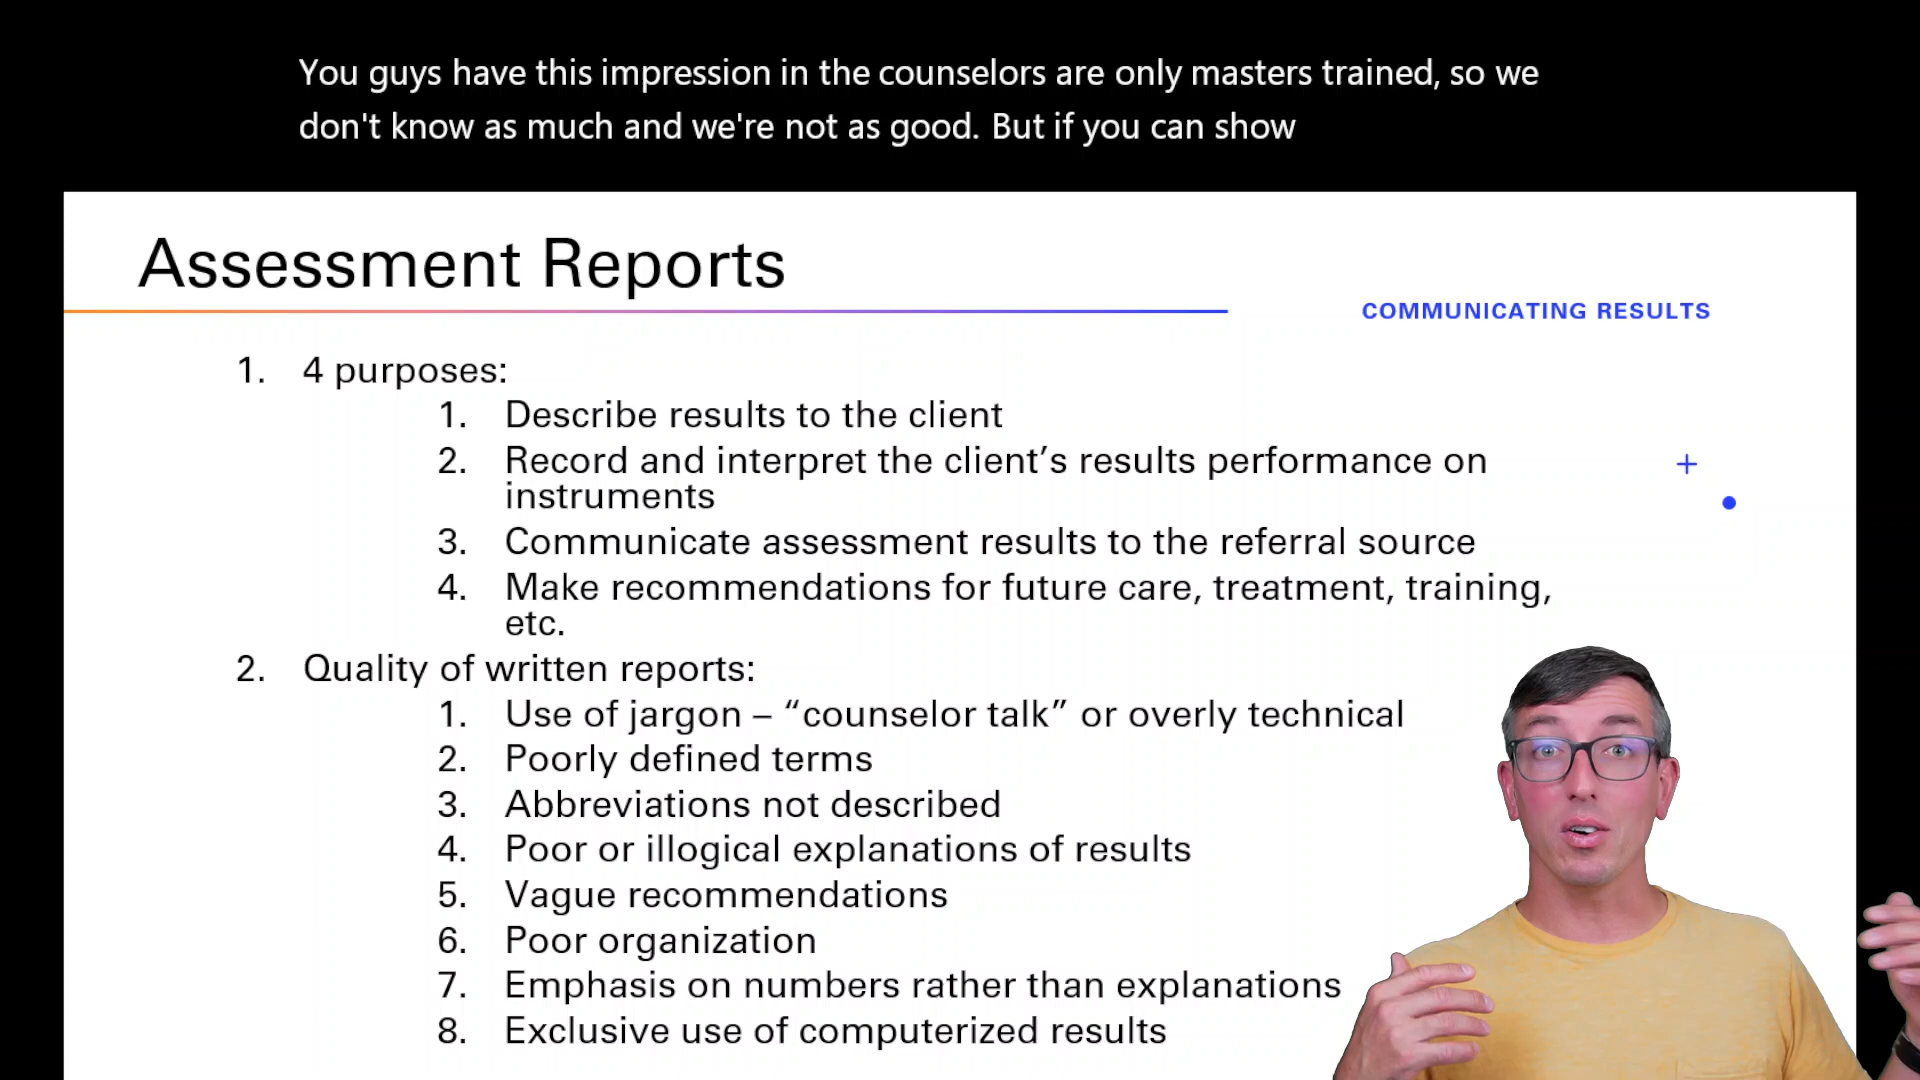 You guys have this impression in the counselors are only masters trained, so we
don't know as much and we're not as good. But if you can show
Assessment Reports
COMMUNICATING RESULTS
1. 4 purposes:
1. Describe results to the client
2. Record and interpret the client’s results performance on
instruments
3. Communicate assessment results to the referral source
4. Make recommendations for future care, treatment, training,
etc.
2. Quality of written reports:
1. Use of jargon – “counselor talk” or overly technical
2. Poorly defined terms
3. Abbreviations not described
4. Poor or illogical explanations of results
5. Vague recommendations
6. Poor organization
7. Emphasis on numbers rather than explanations
8. Exclusive use of computerized results